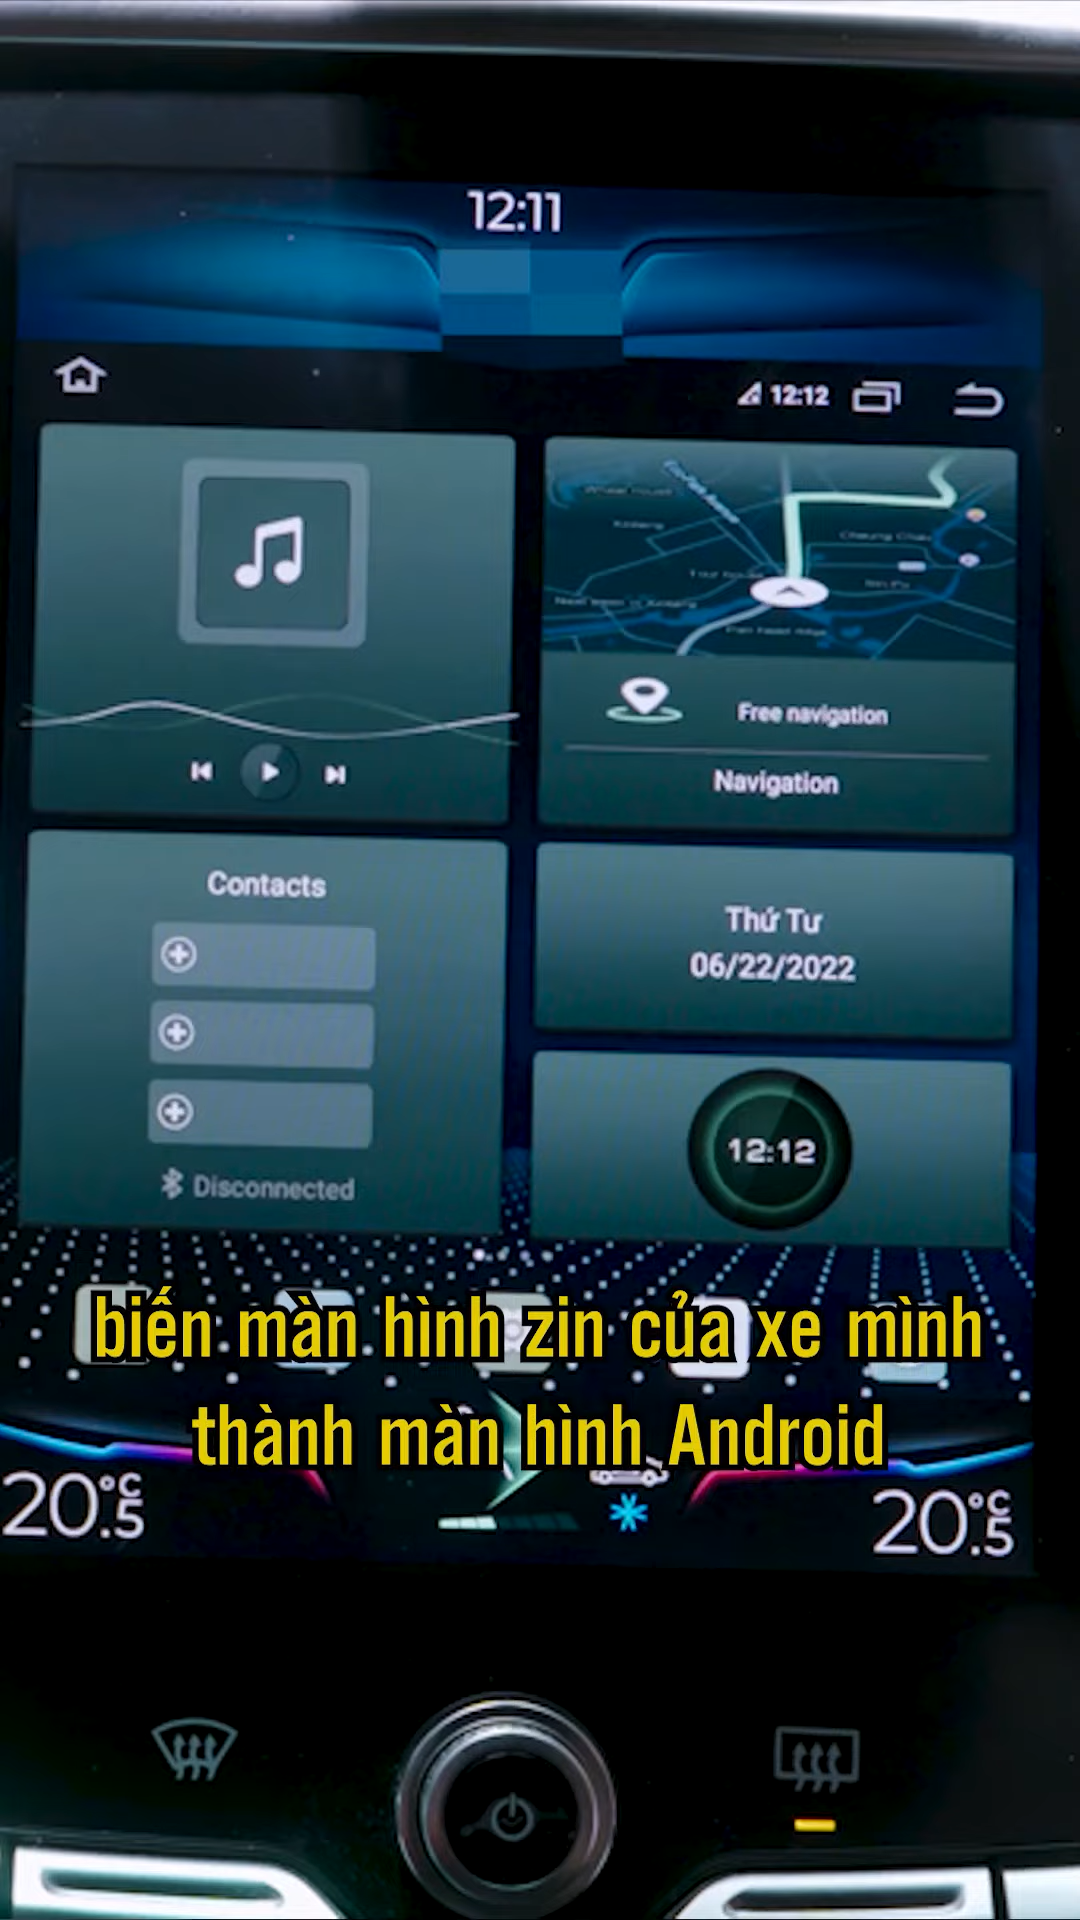 12:11
12:12
Free navigation
Navigation
Contacts
Disconnected
Thứ Tư
06/22/2022
12:12
biến màn hình zin của xe mình
thành màn hình Android
20.5°C
20.5°C